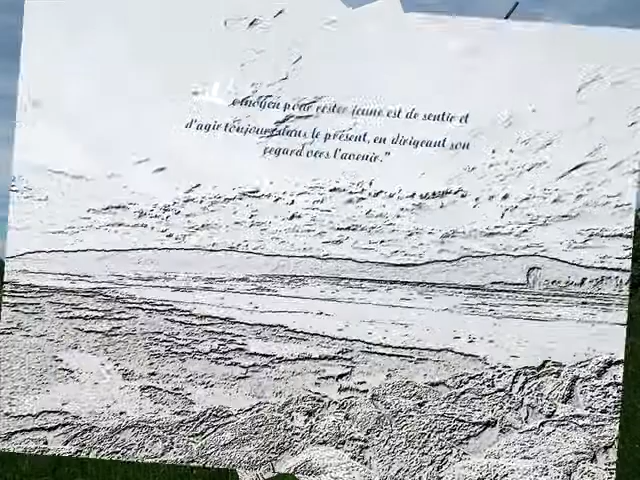 moyen pour rester jeune est de sentir et
d'agir toujours dans le présent, en dirigeant son
regard vers l'avenir."